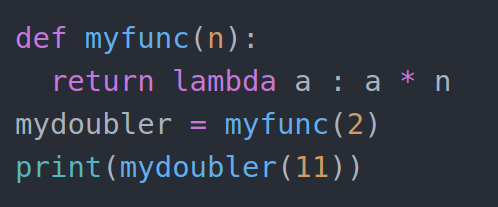 def myfunc(n):
  return lambda a : a * n
mydoubler = myfunc(2)
print(mydoubler(11))